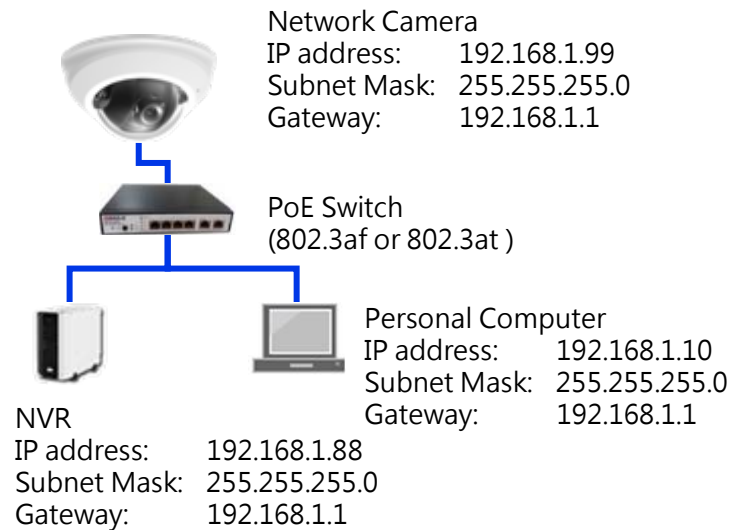 Network Camera
IP address: 192.168.1.99
Subnet Mask: 255.255.255.0
Gateway: 192.168.1.1
PoE Switch
(802.3af or 802.3at )
Personal Computer
IP address: 192.168.1.10
Subnet Mask: 255.255.255.0
Gateway: 192.168.1.1
NVR
IP address: 192.168.1.88
Subnet Mask: 255.255.255.0
Gateway: 192.168.1.1